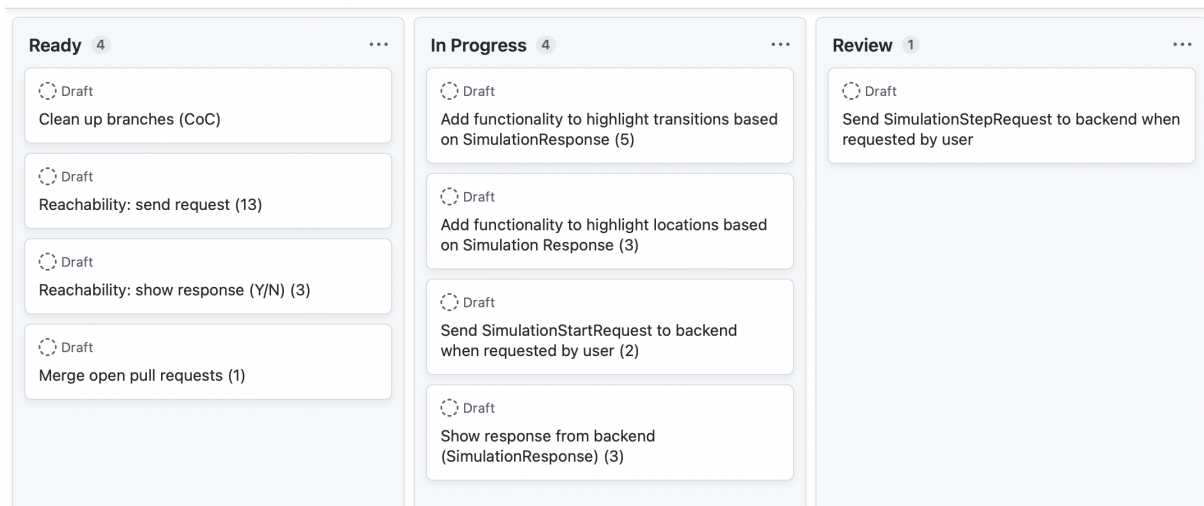 Ready 4
Draft
Clean up branches (CoC)
Draft
Reachability: send request (13)
Draft
Reachability: show response (Y/N) (3)
Draft
Merge open pull requests (1)
In Progress 4
Draft
Add functionality to highlight transitions based
on SimulationResponse (5)
Draft
Add functionality to highlight locations based
on Simulation Response (3)
Draft
Send SimulationStartRequest to backend
when requested by user (2)
Draft
Show response from backend
(SimulationResponse) (3)
Review 1
Draft
Send SimulationStepRequest to backend when
requested by user